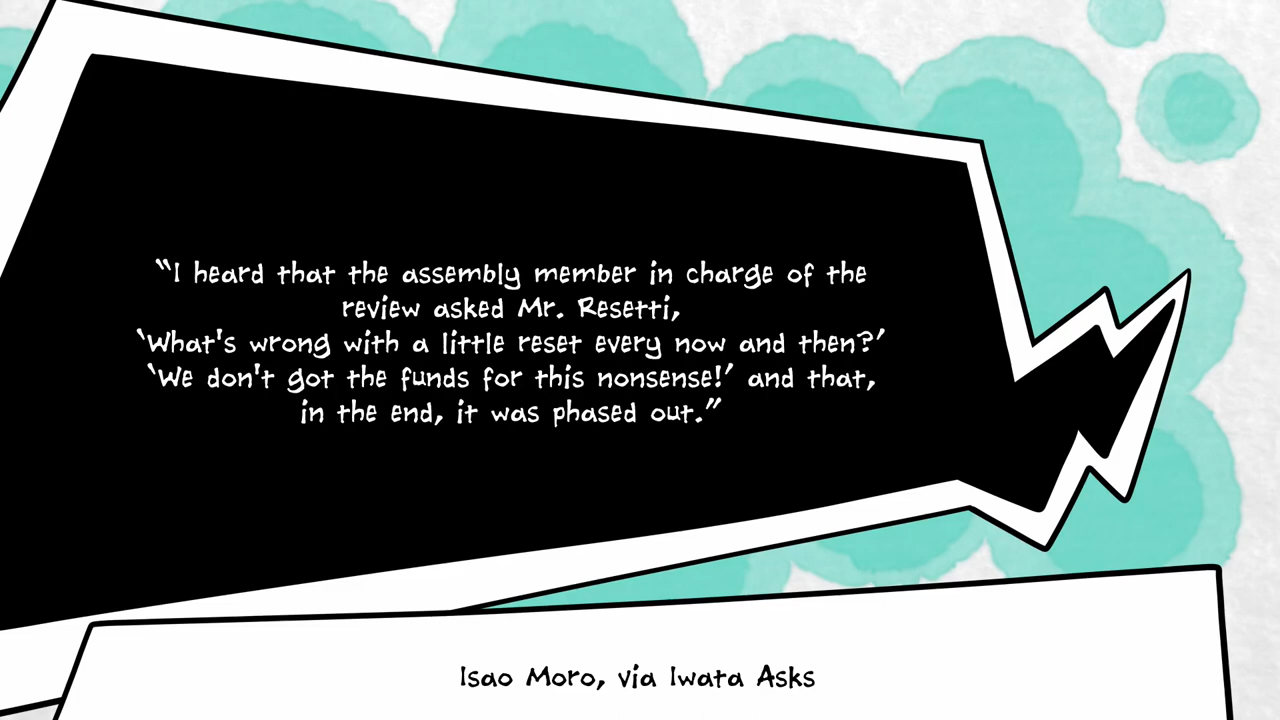 “I heard that the assembly member in charge of the
review asked Mr. Resetti,
‘What's wrong with a little reset every now and then?’
‘We don't got the funds for this nonsense!’ and that,
in the end, it was phased out.”
Isao Moro, via Iwata Asks